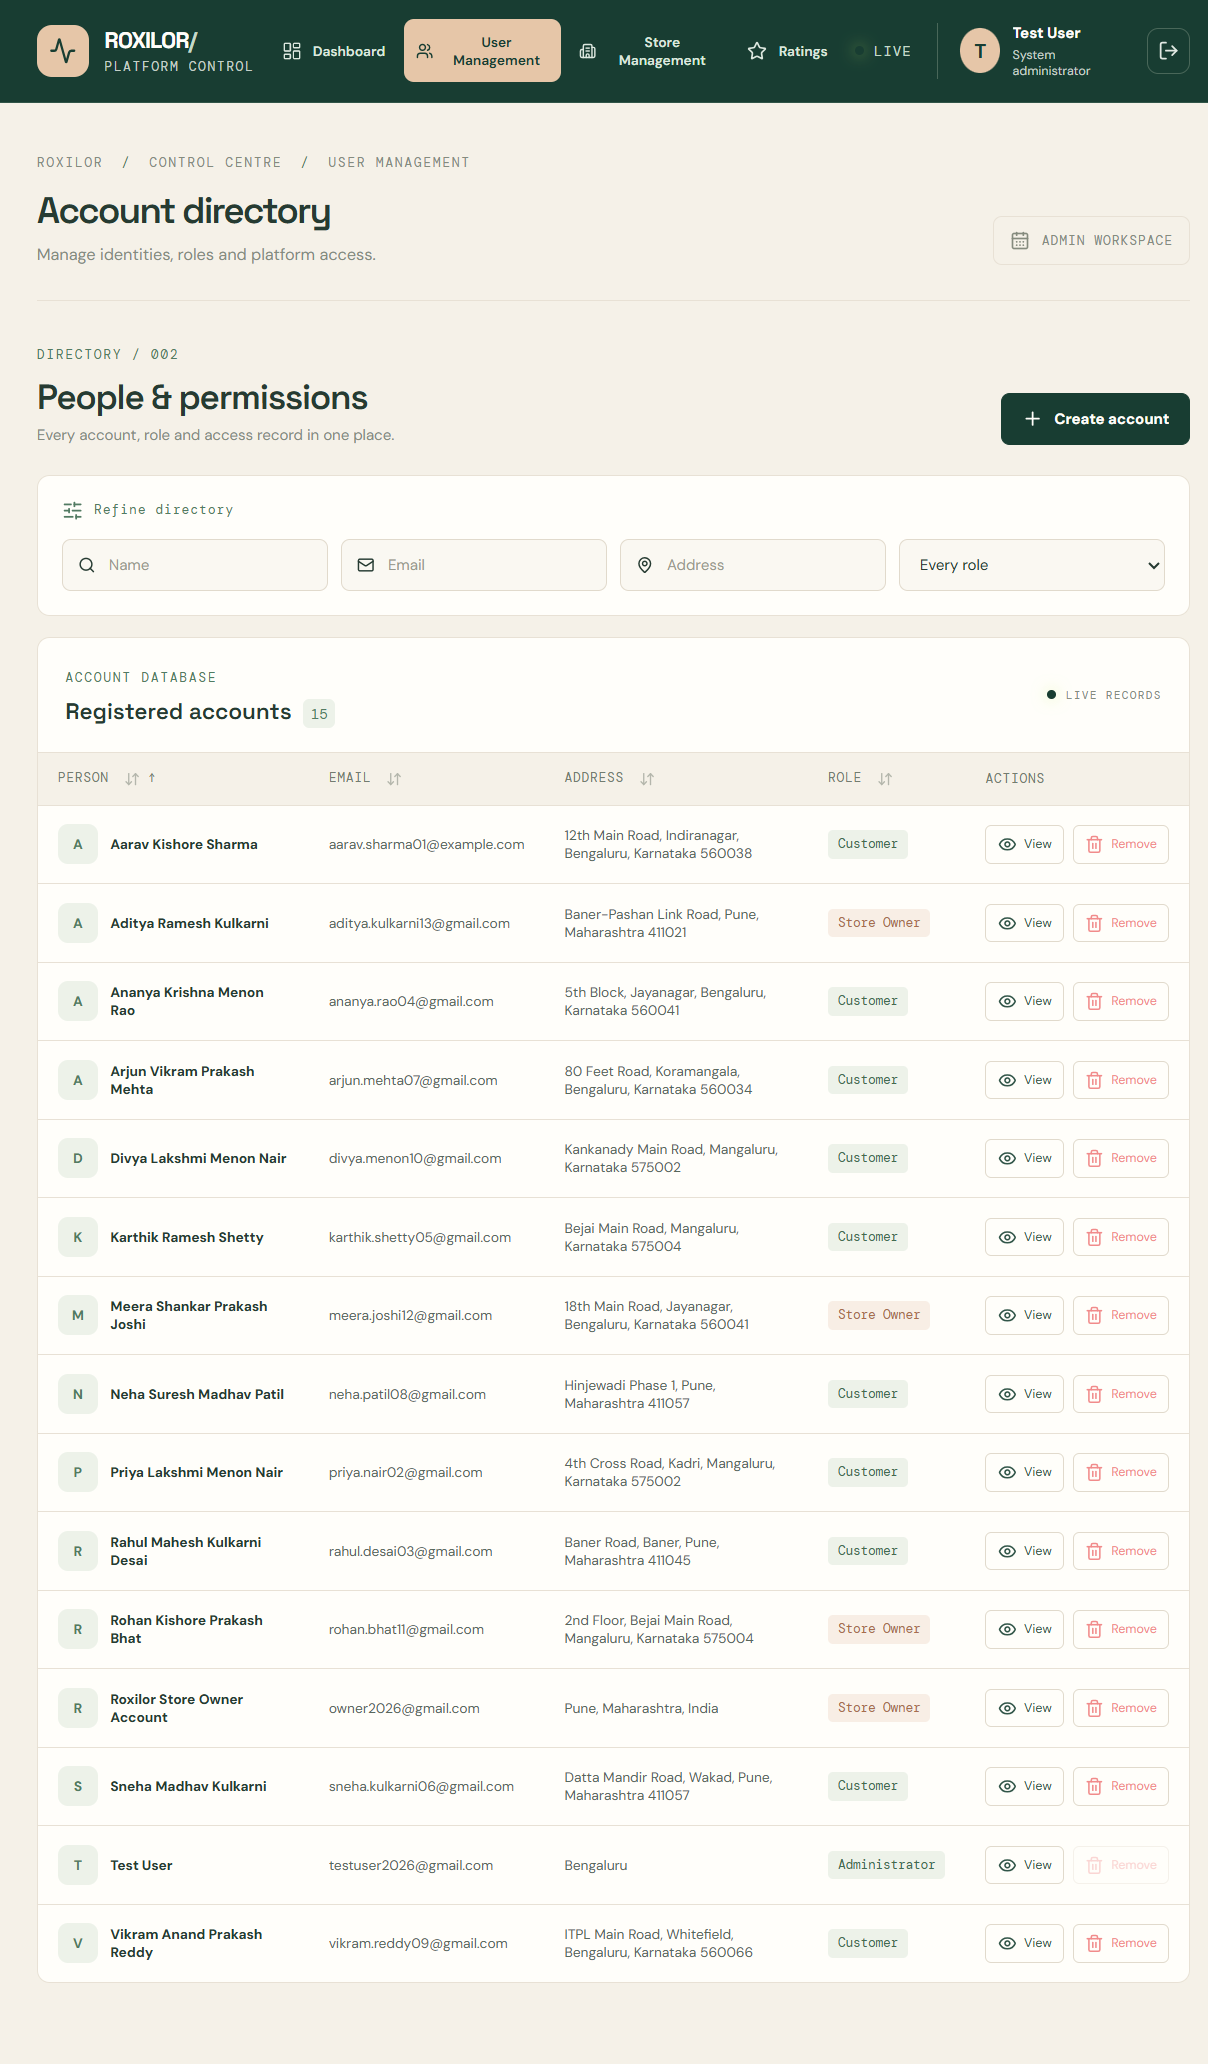 ROXILOR/
PLATFORM CONTROL
Dashboard
User
Management
Store
Management
Ratings
LIVE
T
Test User
System
administrator
ROXILOR / CONTROL CENTRE / USER MANAGEMENT
Account directory
Manage identities, roles and platform access.
ADMIN WORKSPACE
DIRECTORY / 002
People & permissions
Every account, role and access record in one place.
Create account
Refine directory
Name
Email
Address
Every role
ACCOUNT DATABASE
Registered accounts 15
LIVE RECORDS
PERSON ↑ EMAIL ADDRESS ROLE ACTIONS
A Aarav Kishore Sharma aarav.sharma01@example.com 12th Main Road, Indiranagar,
Bengaluru, Karnataka 560038 Customer View Remove
A Aditya Ramesh Kulkarni aditya.kulkarni13@gmail.com Baner-Pashan Link Road, Pune,
Maharashtra 411021 Store Owner View Remove
A Ananya Krishna Menon
Rao ananya.rao04@gmail.com 5th Block, Jayanagar, Bengaluru,
Karnataka 560041 Customer View Remove
A Arjun Vikram Prakash
Mehta arjun.mehta07@gmail.com 80 Feet Road, Koramangala,
Bengaluru, Karnataka 560034 Customer View Remove
D Divya Lakshmi Menon Nair divya.menon10@gmail.com Kankanady Main Road, Mangaluru,
Karnataka 575002 Customer View Remove
K Karthik Ramesh Shetty karthik.shetty05@gmail.com Bejai Main Road, Mangaluru,
Karnataka 575004 Customer View Remove
M Meera Shankar Prakash
Joshi meera.joshi12@gmail.com 18th Main Road, Jayanagar,
Bengaluru, Karnataka 560041 Store Owner View Remove
N Neha Suresh Madhav Patil neha.patil08@gmail.com Hinjewadi Phase 1, Pune,
Maharashtra 411057 Customer View Remove
P Priya Lakshmi Menon Nair priya.nair02@gmail.com 4th Cross Road, Kadri, Mangaluru,
Karnataka 575002 Customer View Remove
R Rahul Mahesh Kulkarni
Desai rahul.desai03@gmail.com Baner Road, Baner, Pune,
Maharashtra 411045 Customer View Remove
R Rohan Kishore Prakash
Bhat rohan.bhat11@gmail.com 2nd Floor, Bejai Main Road,
Mangaluru, Karnataka 575004 Store Owner View Remove
R Roxilor Store Owner
Account owner2026@gmail.com Pune, Maharashtra, India Store Owner View Remove
S Sneha Madhav Kulkarni sneha.kulkarni06@gmail.com Datta Mandir Road, Wakad, Pune,
Maharashtra 411057 Customer View Remove
T Test User testuser2026@gmail.com Bengaluru Administrator View Remove
V Vikram Anand Prakash
Reddy vikram.reddy09@gmail.com ITPL Main Road, Whitefield,
Bengaluru, Karnataka 560066 Customer View Remove